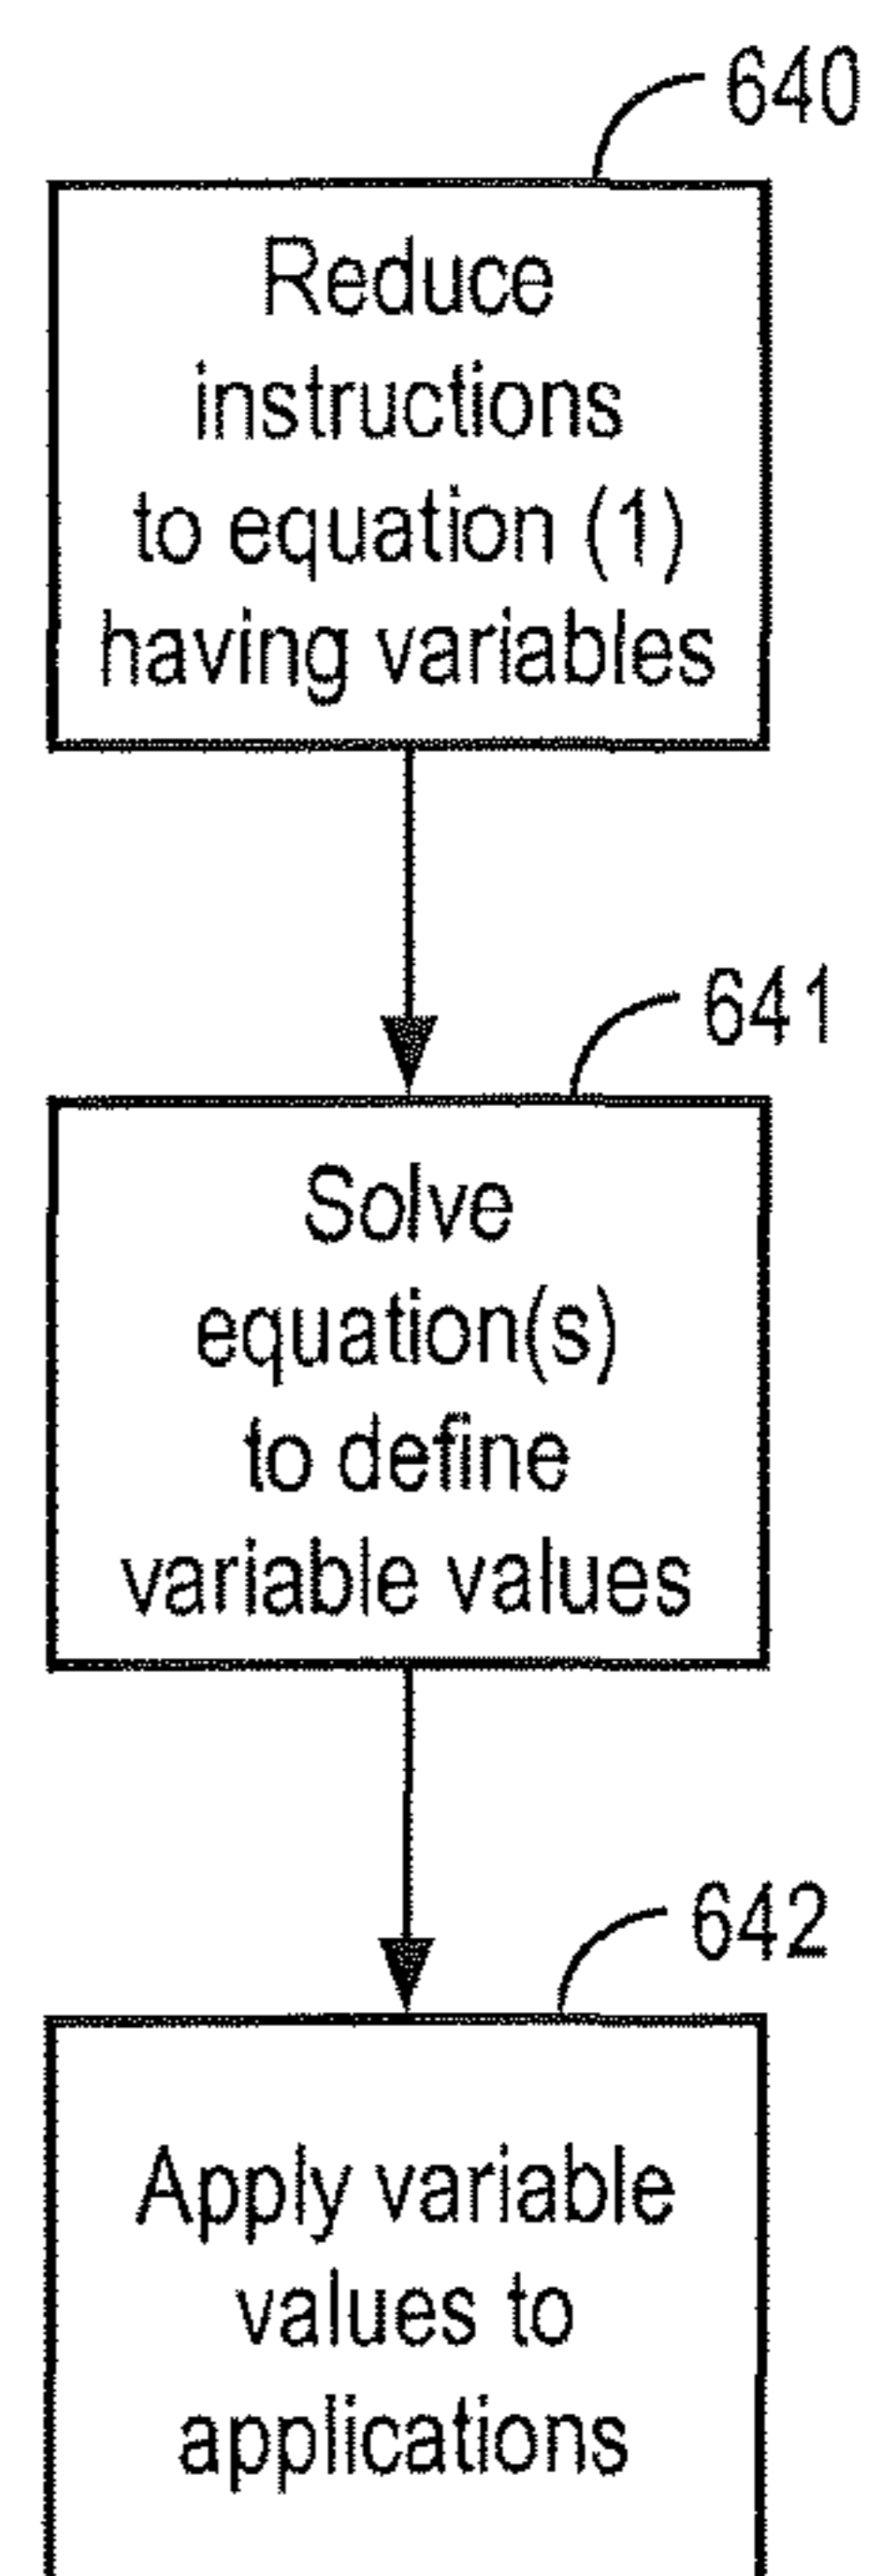 640
Reduce
instructions
to equation (1)
having variables
641
Solve
equation(s)
to define
variable values
642
Apply variable
values to
applications